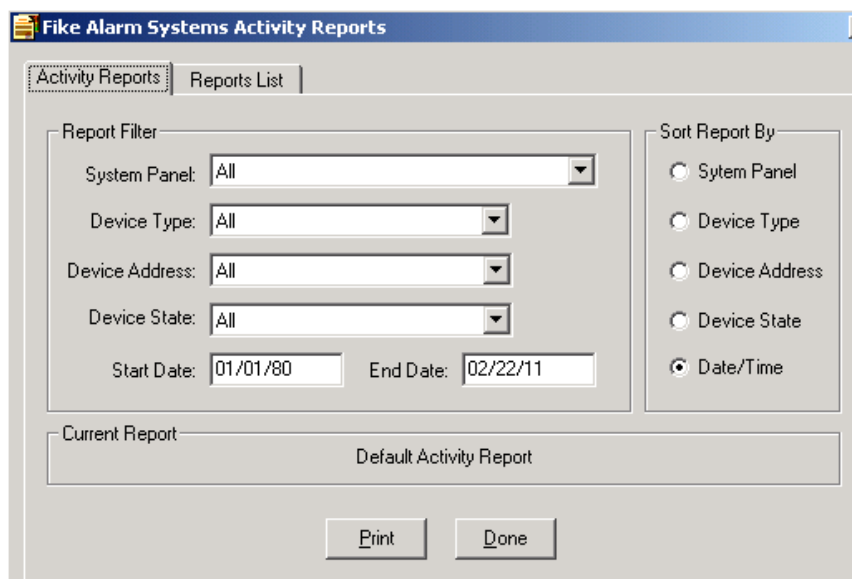 Fike Alarm Systems Activity Reports
Activity Reports
Reports List
Report Filter
System Panel: All
Device Type: All
Device Address: All
Device State: All
Start Date: 01/01/80 End Date: 02/22/11
Sort Report By
Sytem Panel
Device Type
Device Address
Device State
Date/Time
Current Report
Default Activity Report
Print
Done